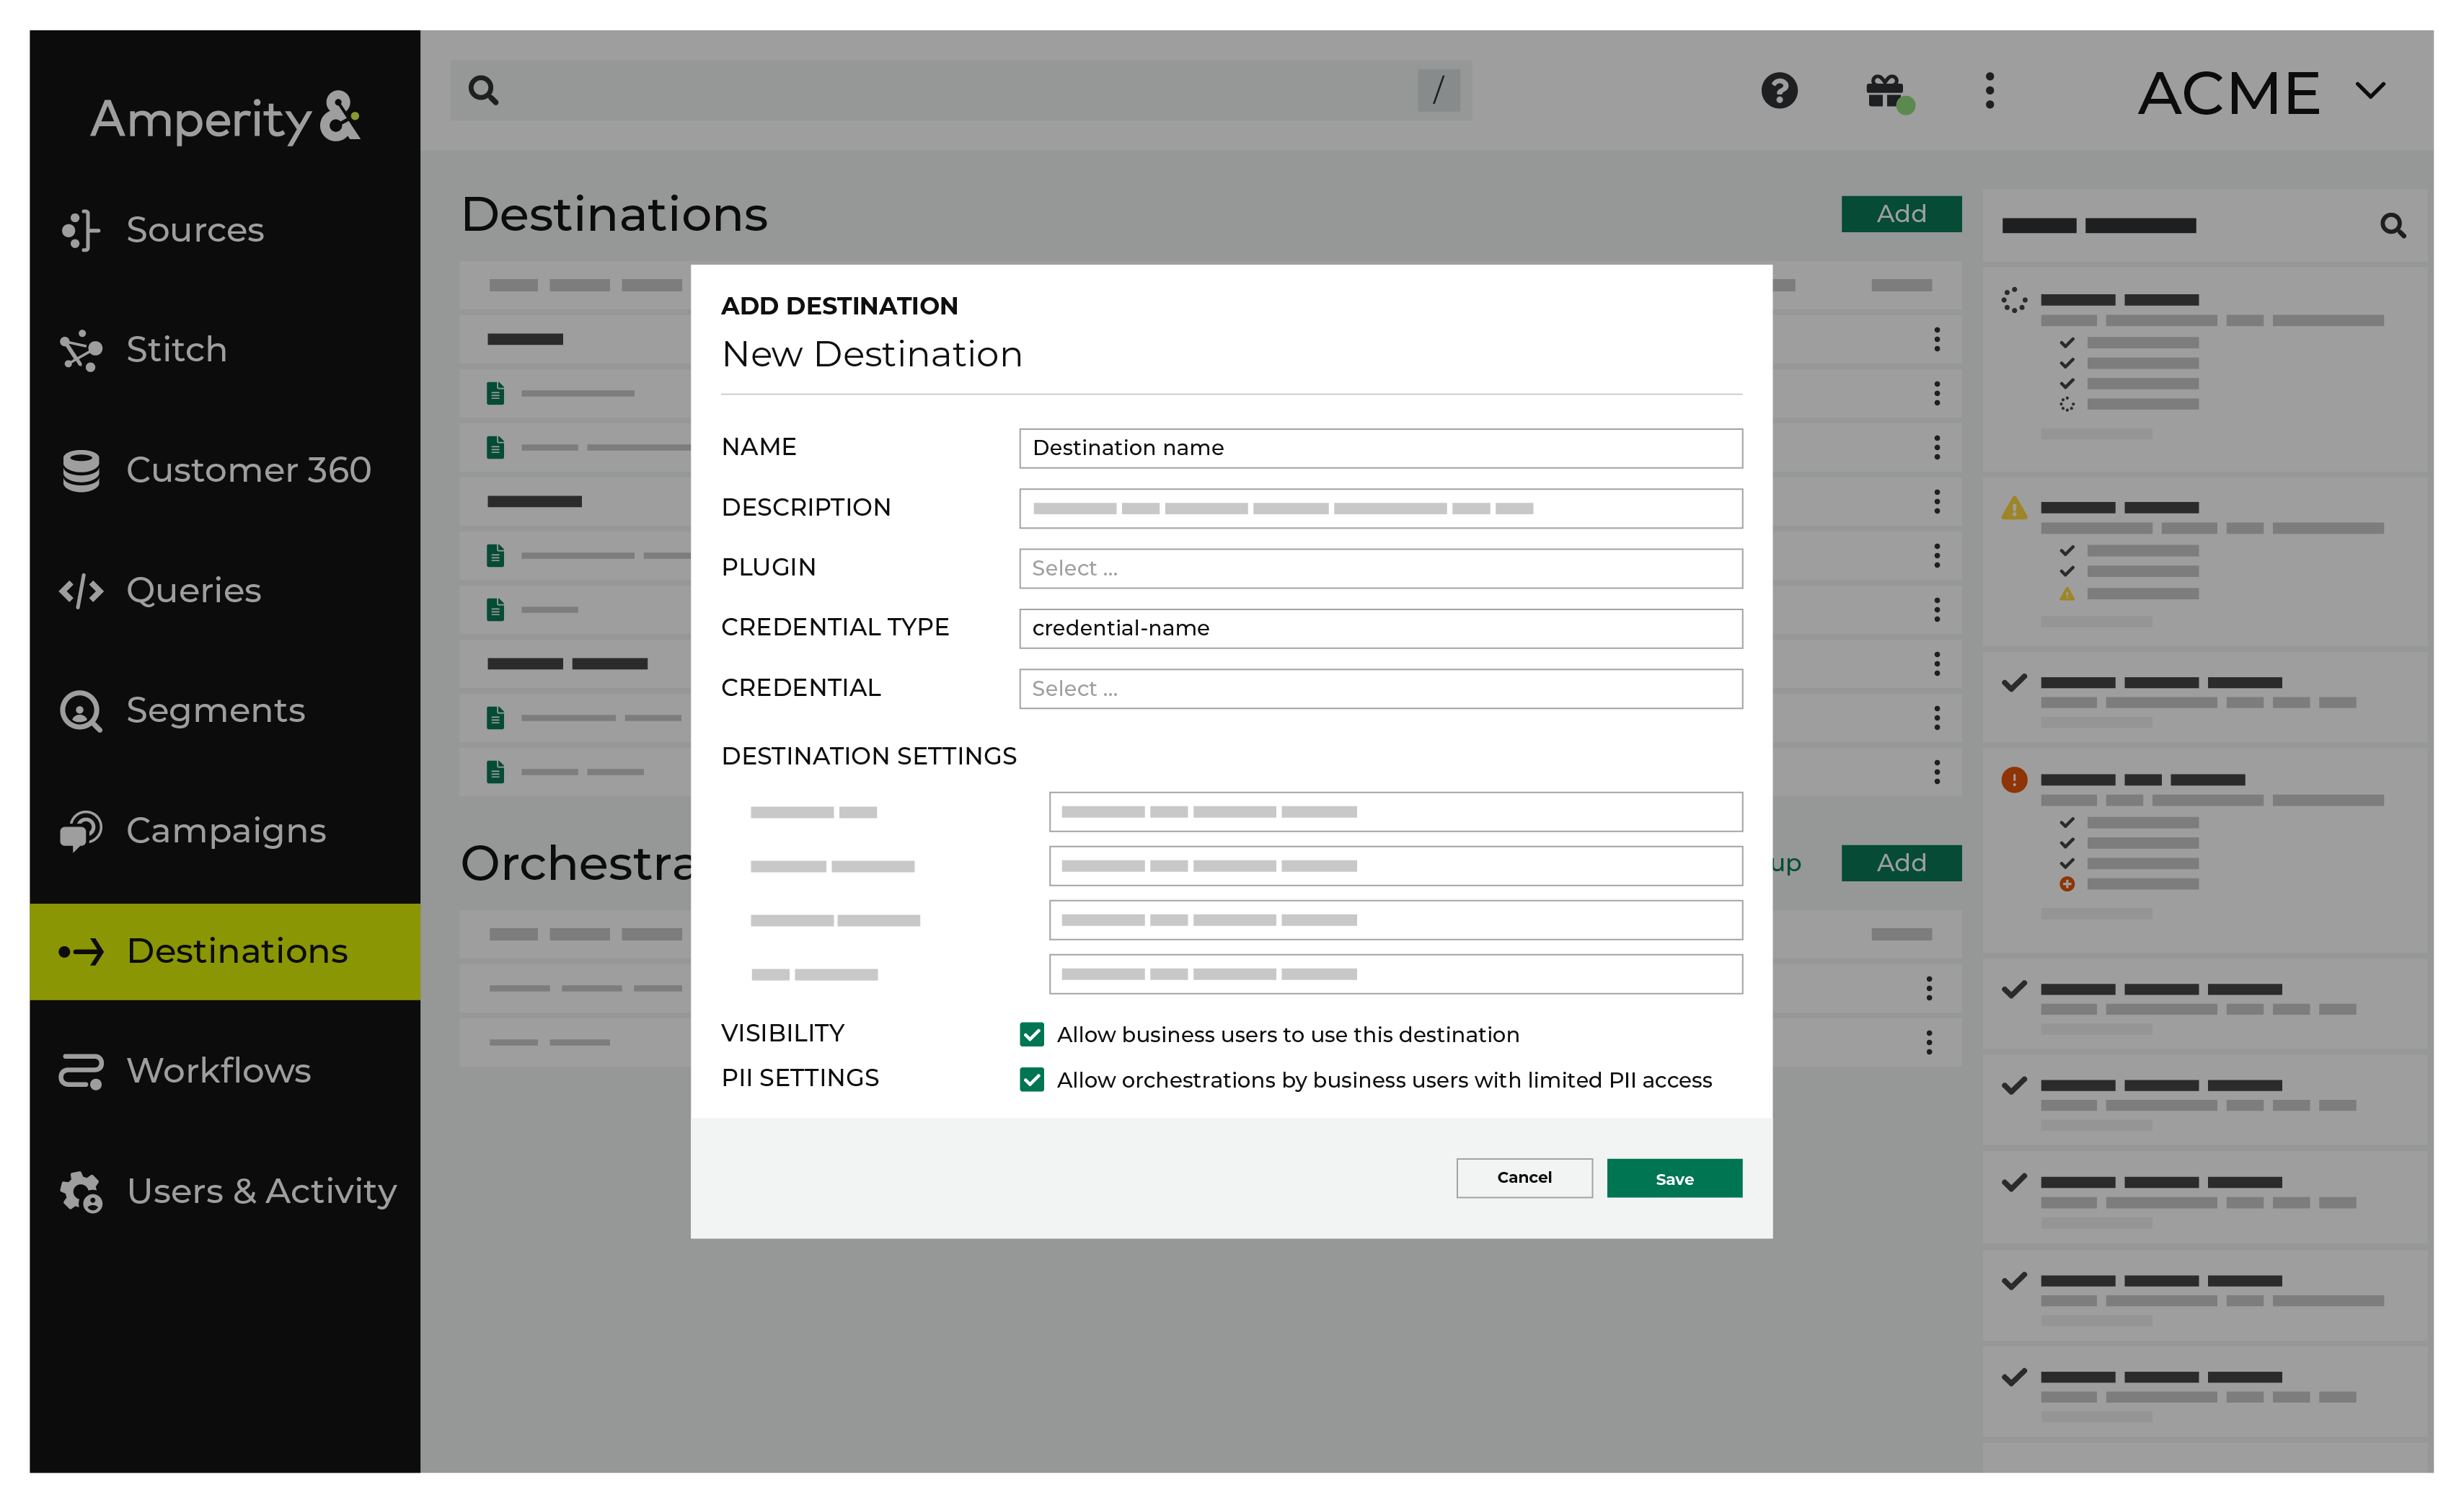 Amperity&
Sources
Stitch
Customer 360
Queries
Segments
Campaigns
Destinations
Workflows
Users & Activity
/
ACME
Destinations
Add
ADD DESTINATION
New Destination
NAME
Destination name
DESCRIPTION
PLUGIN
Select ...
CREDENTIAL TYPE
credential-name
CREDENTIAL
Select ...
DESTINATION SETTINGS
VISIBILITY
Allow business users to use this destination
PII SETTINGS
Allow orchestrations by business users with limited PII access
Cancel
Save
Orchestra
up
Add